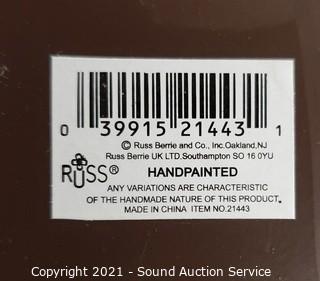 0 39915 21443 1
© Russ Berrie and Co., Inc.Oakland,NJ
Russ Berrie UK LTD.Southampton SO 16 0YU
RUSS® HANDPAINTED
ANY VARIATIONS ARE CHARACTERISTIC
OF THE HANDMADE NATURE OF THIS PRODUCT.
MADE IN CHINA ITEM NO.21443
Copyright 2021 - Sound Auction Service